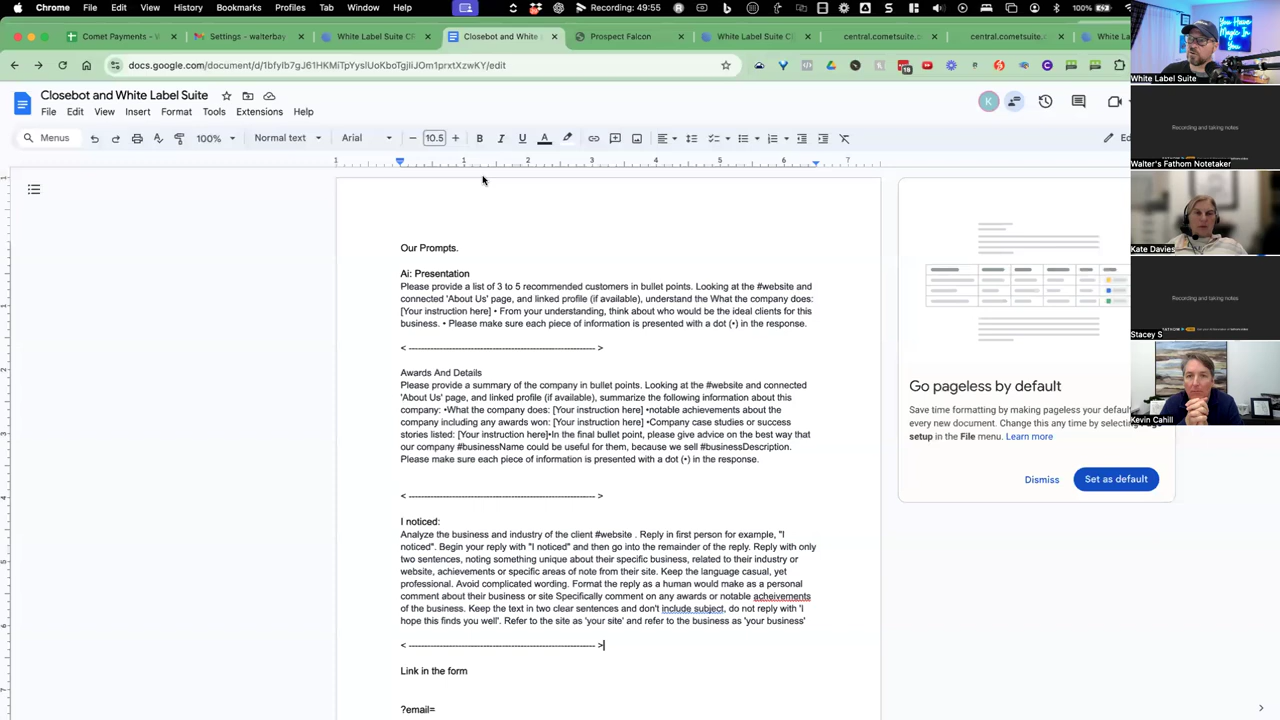 Chrome File Edit View History Bookmarks Profiles Tab Window Help Recording: 49:55 100%
Comet Payments - W Settings - walterbay White Label Suite CF Closebot and White Prospect Falcon White Label Suite Cl central.cometsuite.c central.cometsuite.c White La
docs.google.com/document/d/1bfyIb7gJ61HKMiTpYyslUoKboTgjliJOm1prxtXzwKY/edit
Closebot and White Label Suite
File Edit View Insert Format Tools Extensions Help
Menus 100% Normal text Arial 10.5 Ed
1 1 2 3 4 5 6 7
Our Prompts.
Ai: Presentation
Please provide a list of 3 to 5 recommended customers in bullet points. Looking at the #website and
connected 'About Us' page, and linked profile (if available), understand the What the company does:
[Your instruction here] • From your understanding, think about who would be the ideal clients for this
business. • Please make sure each piece of information is presented with a dot (•) in the response.
< ------------------------------------------------------------ >
Awards And Details
Please provide a summary of the company in bullet points. Looking at the #website and connected
'About Us' page, and linked profile (if available), summarize the following information about this
company: •What the company does: [Your instruction here] •notable achievements about the
company including any awards won: [Your instruction here] •Company case studies or success
stories listed: [Your instruction here]•In the final bullet point, please give advice on the best way that
our company #businessName could be useful for them, because we sell #businessDescription.
Please make sure each piece of information is presented with a dot (•) in the response.
< ------------------------------------------------------------ >
I noticed:
Analyze the business and industry of the client #website . Reply in first person for example, "I
noticed". Begin your reply with "I noticed" and then go into the remainder of the reply. Reply with only
two sentences, noting something unique about their specific business, related to their industry or
website, achievements or specific areas of note from their site. Keep the language casual, yet
professional. Avoid complicated wording. Format the reply as a human would make as a personal
comment about their business or site Specifically comment on any awards or notable acheivements
of the business. Keep the text in two clear sentences and don't include subject, do not reply with 'I
hope this finds you well'. Refer to the site as 'your site' and refer to the business as 'your business'
< ------------------------------------------------------------ >
Link in the form
?email=
Go pageless by default
Save time formatting by making pageless your default
every new document. Change this any time by selecting
setup in the File menu. Learn more
Dismiss Set as default
You Have
Magic In
You
White Label Suite
Recording and taking notes
Walter's Fathom Notetaker
Kate Davies
Recording and taking notes
Stacey S
Kevin Cahill